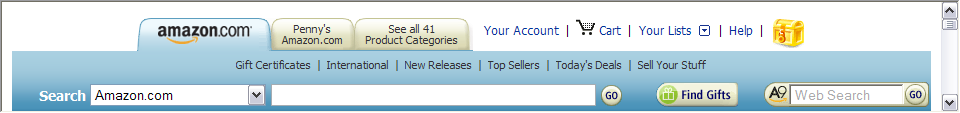 amazon.com
Penny's
Amazon.com
See all 41
Product Categories
Your Account | Cart | Your Lists | Help |
Gift Certificates | International | New Releases | Top Sellers | Today's Deals | Sell Your Stuff
Search Amazon.com GO Find Gifts A9 Web Search GO